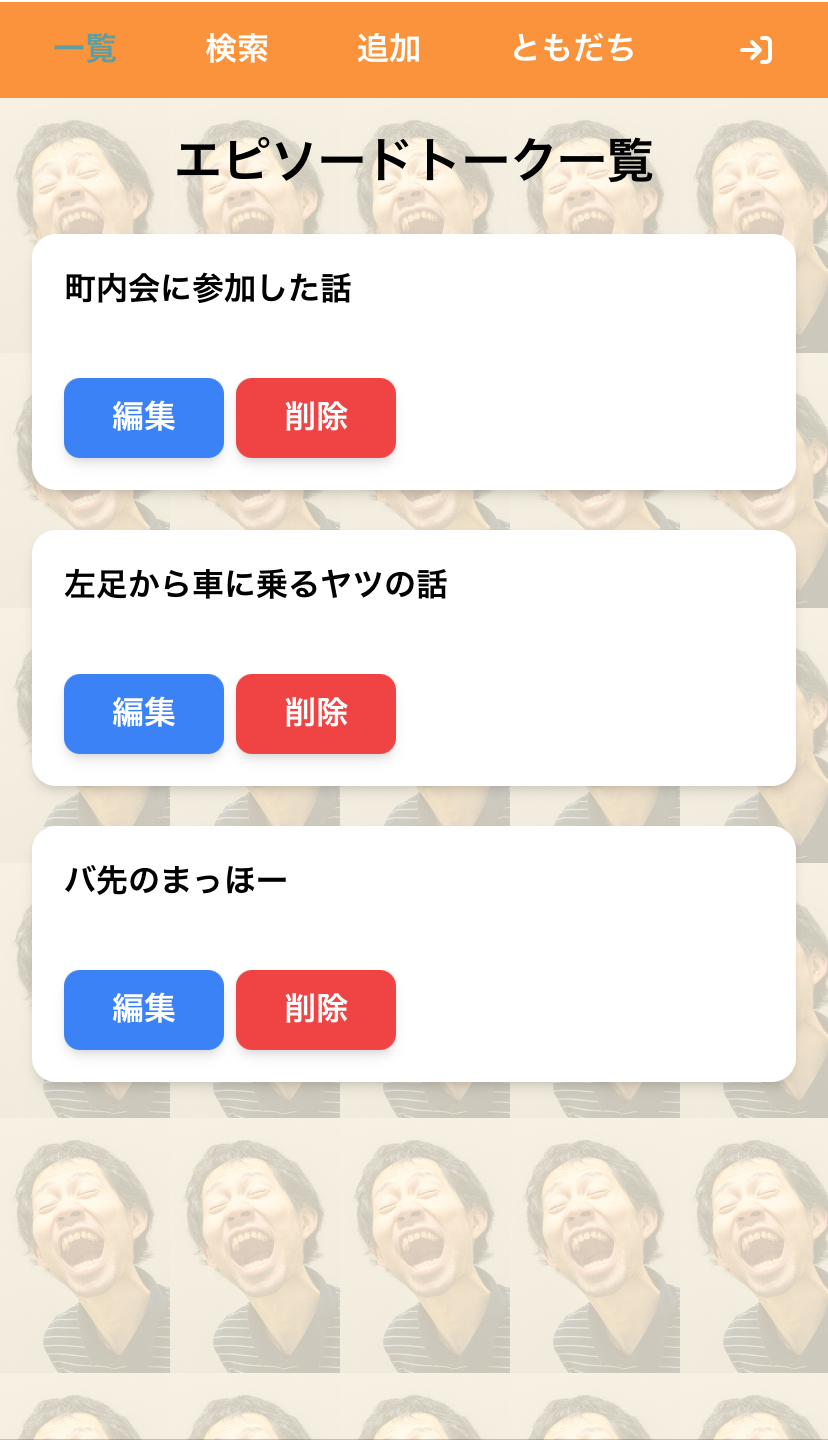 一覧 検索 追加 ともだち
エピソードトーク一覧
町内会に参加した話
編集 削除
左足から車に乗るヤツの話
編集 削除
バ先のまっほー
編集 削除